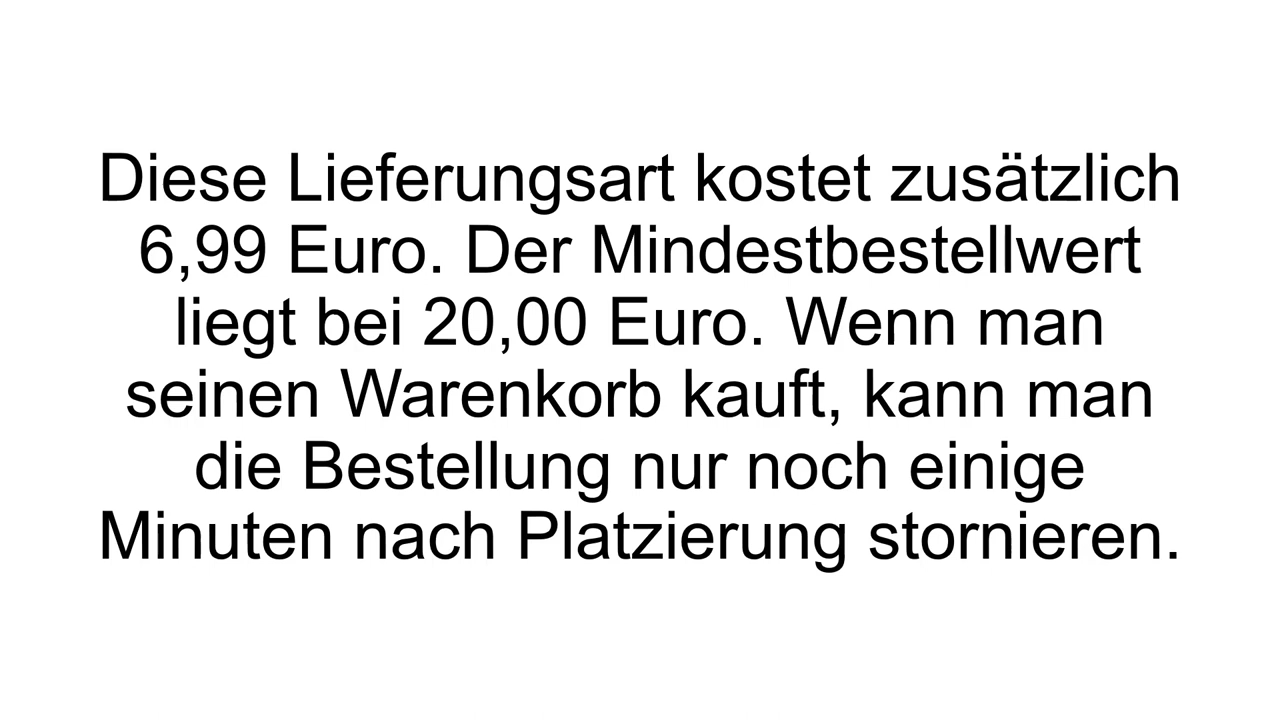 Diese Lieferungsart kostet zusätzlich
6,99 Euro. Der Mindestbestellwert
liegt bei 20,00 Euro. Wenn man
seinen Warenkorb kauft, kann man
die Bestellung nur noch einige
Minuten nach Platzierung stornieren.